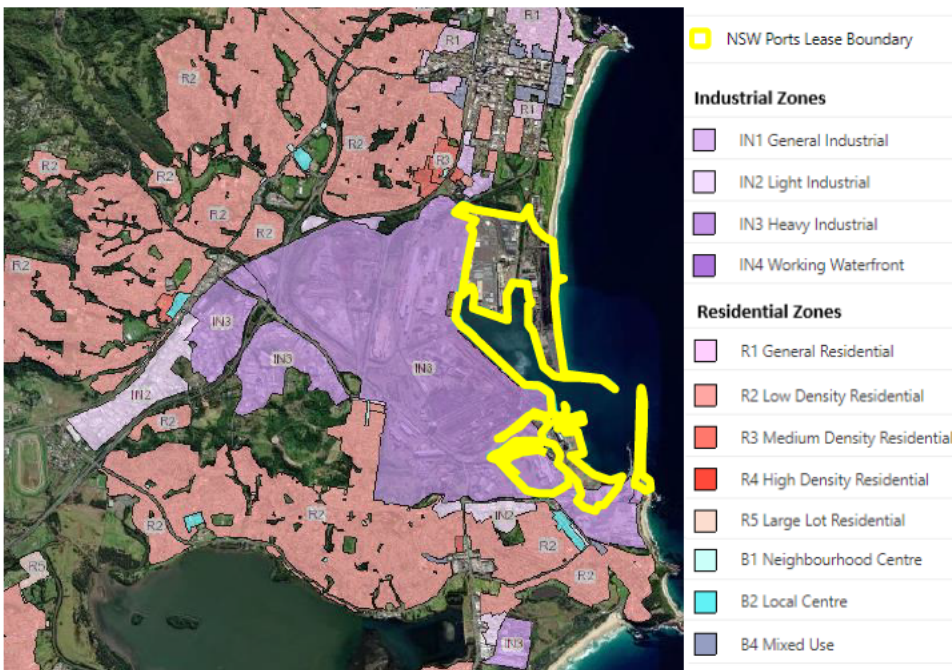 R1
R2
R1
R2
R3
R2
R2
R2
R2
R2
IN3
IN3
IN3
IN2
R2
R2
IN2
R2
R2
R2
R5
IN3
NSW Ports Lease Boundary
Industrial Zones
IN1 General Industrial
IN2 Light Industrial
IN3 Heavy Industrial
IN4 Working Waterfront
Residential Zones
R1 General Residential
R2 Low Density Residential
R3 Medium Density Residential
R4 High Density Residential
R5 Large Lot Residential
B1 Neighbourhood Centre
B2 Local Centre
B4 Mixed Use